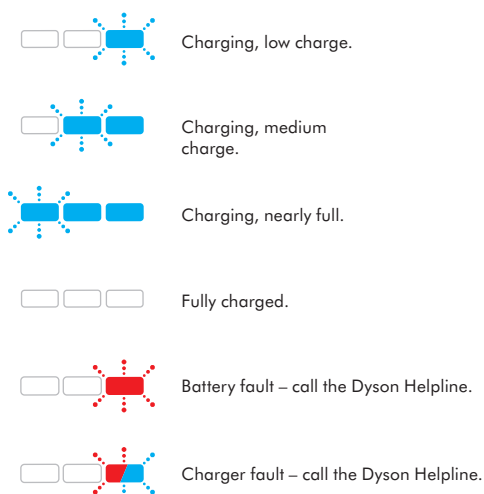 Charging, low charge.
Charging, medium
charge.
Charging, nearly full.
Fully charged.
Battery fault – call the Dyson Helpline.
Charger fault – call the Dyson Helpline.